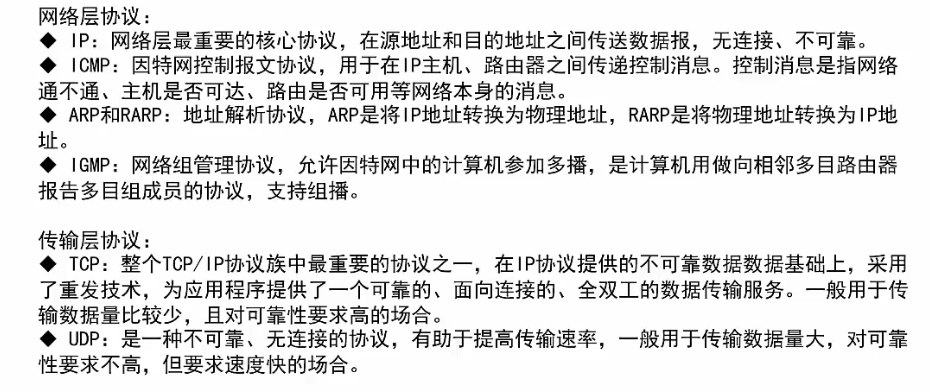 网络层协议：
◆ IP：网络层最重要的核心协议，在源地址和目的地址之间传送数据报，无连接、不可靠。
◆ ICMP：因特网控制报文协议，用于在IP主机、路由器之间传递控制消息。控制消息是指网络
通不通、主机是否可达、路由是否可用等网络本身的消息。
◆ ARP和RARP：地址解析协议，ARP是将IP地址转换为物理地址，RARP是将物理地址转换为IP地
址。
◆ IGMP：网络组管理协议，允许因特网中的计算机参加多播，是计算机用做向相邻多目路由器
报告多目组成员的协议，支持组播。
传输层协议：
◆ TCP：整个TCP/IP协议族中最重要的协议之一，在IP协议提供的不可靠数据数据基础上，采用
了重发技术，为应用程序提供了一个可靠的、面向连接的、全双工的数据传输服务。一般用于传
输数据量比较少，且对可靠性要求高的场合。
◆ UDP：是一种不可靠、无连接的协议，有助于提高传输速率，一般用于传输数据量大，对可靠
性要求不高，但要求速度快的场合。